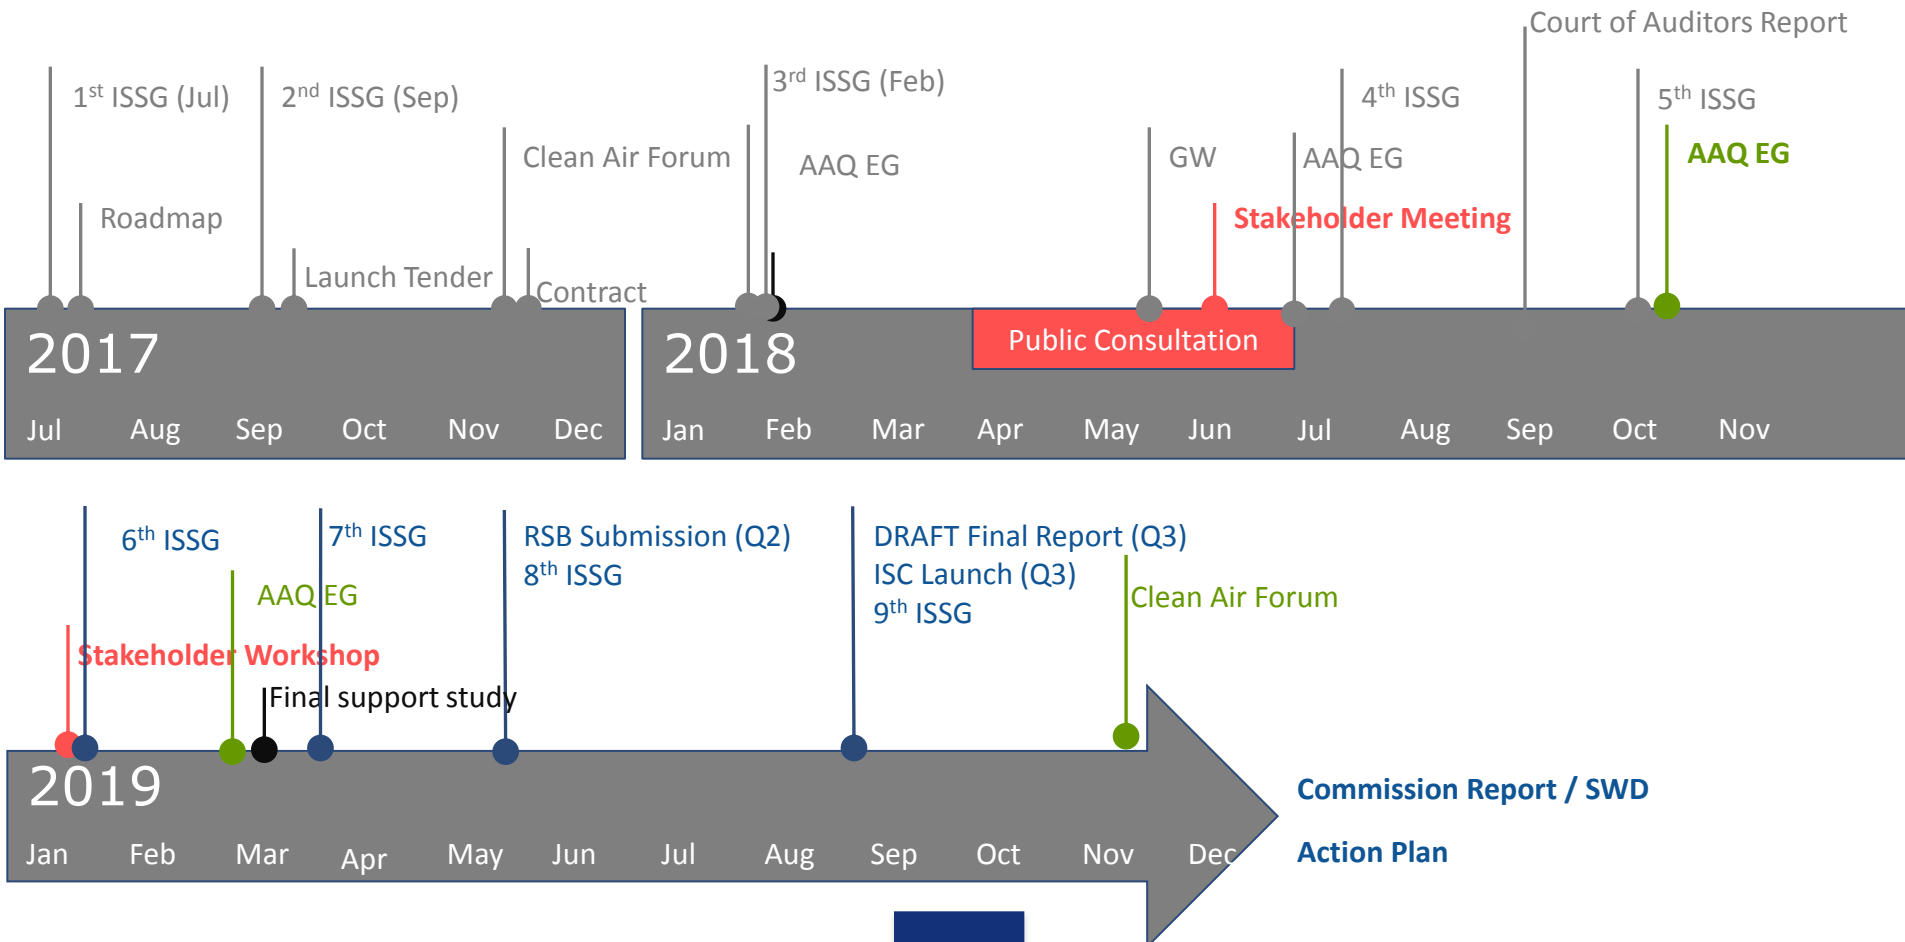 Court of Auditors Report
1st ISSG (Jul)
2nd ISSG (Sep)
3rd ISSG (Feb)
4th ISSG
5th ISSG
Clean Air Forum
AAQ EG
GW
AAQ EG
AAQ EG
Roadmap
Stakeholder Meeting
Launch Tender
Contract
2017
2018
Public Consultation
Jul Aug Sep Oct Nov Dec
Jan Feb Mar Apr May Jun Jul Aug Sep Oct Nov
6th ISSG
7th ISSG
RSB Submission (Q2)
8th ISSG
DRAFT Final Report (Q3)
ISC Launch (Q3)
9th ISSG
AAQ EG
Clean Air Forum
Stakeholder Workshop
Final support study
2019
Jan Feb Mar Apr May Jun Jul Aug Sep Oct Nov Dec
Commission Report / SWD
Action Plan